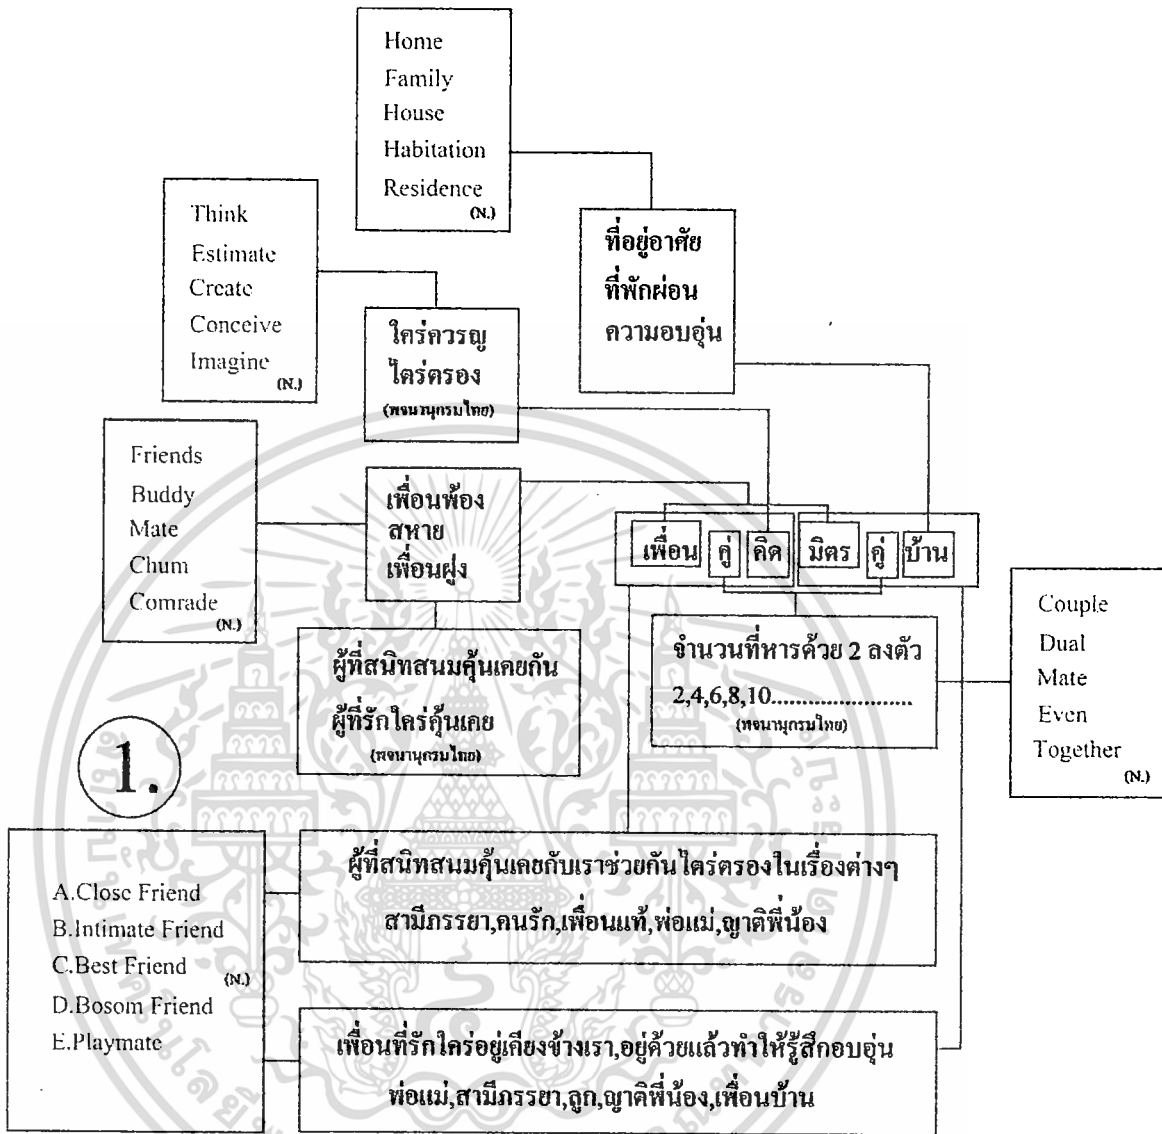 Home
Family
House
Habitation
Residence
(N.)
Think
Estimate
Create
Conceive
Imagine
(N.)
ที่อยู่อาศัย
ที่พักผ่อน
ความอบอุ่น
ใคร่ควรญ
ไตร่ตรอง
(พจนานุกรมไทย)
Friends
Buddy
Mate
Chum
Comrade
(N.)
เพื่อนพ้อง
สหาย
เพื่อนฝูง
เพื่อน คู่ คิด มิตร คู่ บ้าน
ผู้ที่สนิทสนมคุ้นเคยกัน
ผู้ที่รักใคร่คุ้นเคย
(พจนานุกรมไทย)
จำนวนที่หารด้วย 2 ลงตัว
2,4,6,8,10........................
(พจนานุกรมไทย)
Couple
Dual
Mate
Even
Together
(N.)
1.
A.Close Friend
B.Intimate Friend
C.Best Friend
(N.)
D.Bosom Friend
E.Playmate
ผู้ที่สนิทสนมคุ้นเคยกับเราช่วยกันไตร่ตรองในเรื่องต่างๆ
สามีภรรยา,คนรัก,เพื่อนแท้,พ่อแม่,ญาติพี่น้อง
เพื่อนที่รักใคร่อยู่เคียงข้างเรา,อยู่ด้วยแล้วทำให้รู้สึกอบอุ่น
พ่อแม่,สามีภรรยา,ลูก,ญาติพี่น้อง,เพื่อนบ้าน